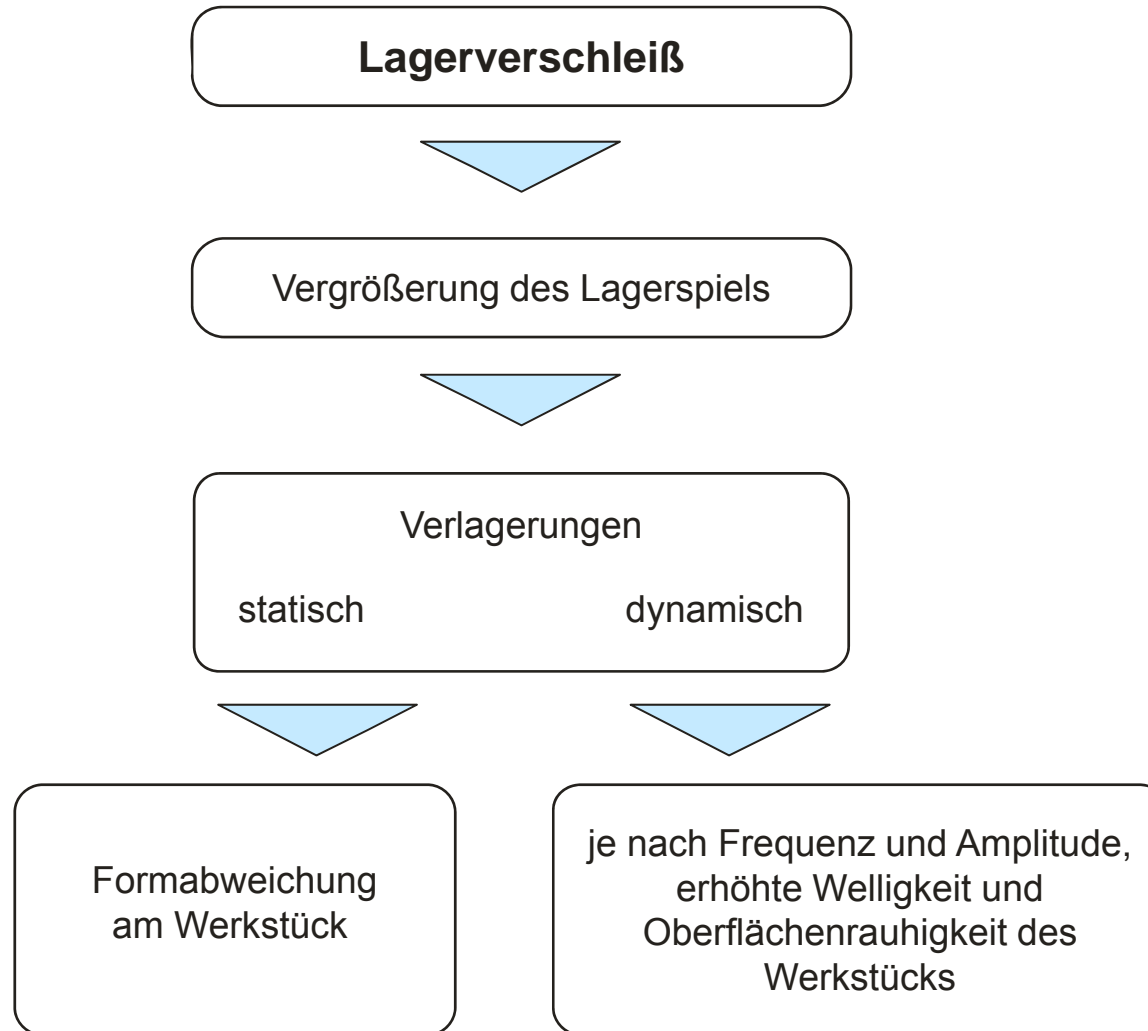 Lagerverschleiß
Vergrößerung des Lagerspiels
Verlagerungen
statisch
dynamisch
Formabweichung
am Werkstück
je nach Frequenz und Amplitude,
erhöhte Welligkeit und
Oberflächenrauhigkeit des
Werkstücks